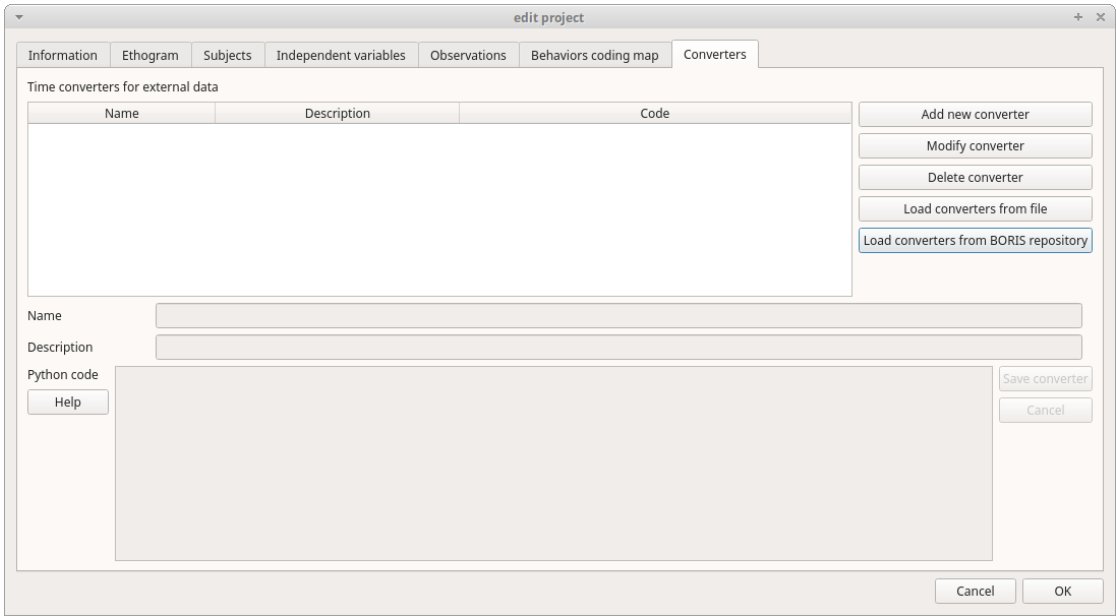 edit project
Information Ethogram Subjects Independent variables Observations Behaviors coding map Converters
Time converters for external data
Name Description Code
Add new converter
Modify converter
Delete converter
Load converters from file
Load converters from BORIS repository
Name
Description
Python code
Help
Save converter
Cancel
Cancel OK